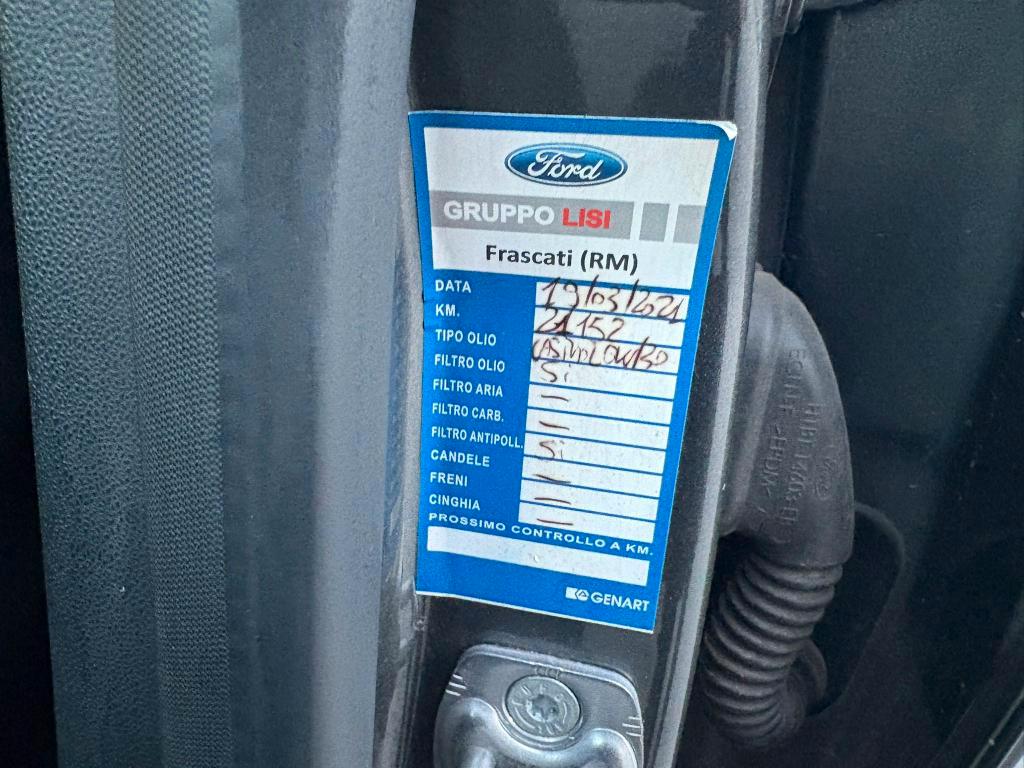 Ford
GRUPPO LISI
Frascati (RM)
DATA 19/03/2021
KM. 21152
TIPO OLIO
FILTRO OLIO Si
FILTRO ARIA —
FILTRO CARB. —
FILTRO ANTIPOLL. Si
CANDELE —
FRENI —
CINGHIA —
PROSSIMO CONTROLLO A KM.
GENART